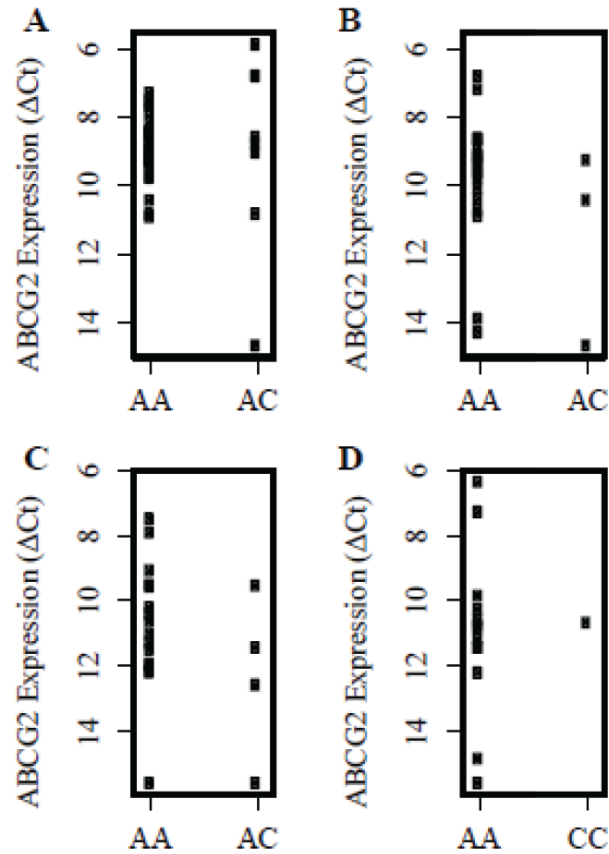 A
ABCG2 Expression (ΔCt)
6
8
10
12
14
AA AC
B
ABCG2 Expression (ΔCt)
6
8
10
12
14
AA AC
C
ABCG2 Expression (ΔCt)
6
8
10
12
14
AA AC
D
ABCG2 Expression (ΔCt)
6
8
10
12
14
AA CC